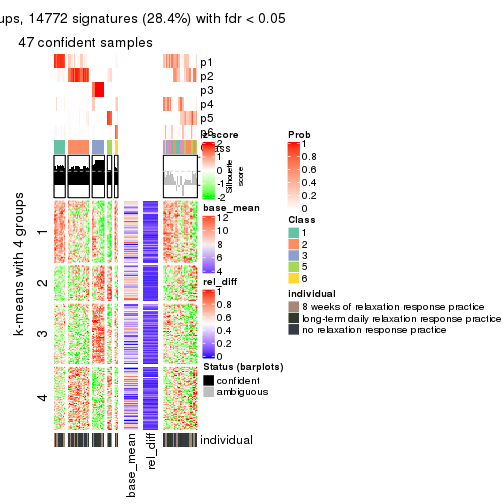 ups, 14772 signatures (28.4%) with fdr < 0.05
47 confident samples
p1
p2
p3
p4
p5
p6
Class
Silhouette
score
k-means with 4 groups
1
2
3
4
individual
base_mean
rel_diff
z-score
2
1
0
-1
-2
base_mean
12
10
8
6
4
rel_diff
1
0.8
0.6
0.4
0.2
0
Status (barplots)
confident
ambiguous
Prob
1
0.8
0.6
0.4
0.2
0
Class
1
2
3
5
6
individual
8 weeks of relaxation response practice
long-term daily relaxation response practice
no relaxation response practice